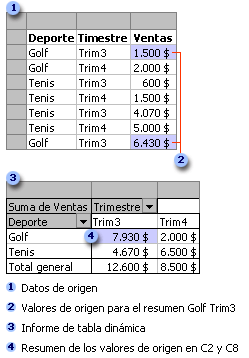 1
Deporte Timestre Ventas
Golf Trim3 1.500 $
Golf Trim4 2.000 $
Tenis Trim3 600 $
Tenis Trim4 1.500 $
Tenis Trim3 4.070 $
Tenis Trim4 5.000 $
Golf Trim3 6.430 $
2
3
Suma de Ventas Trimestre
Deporte Trim3 Trim4
Golf 4 7.930 $ 2.000 $
Tenis 4.670 $ 6.500 $
Total general 12.600 $ 8.500 $
1 Datos de origen
2 Valores de origen para el resumen Golf Trim3
3 Informe de tabla dinámica
4 Resumen de los valores de origen en C2 y C8